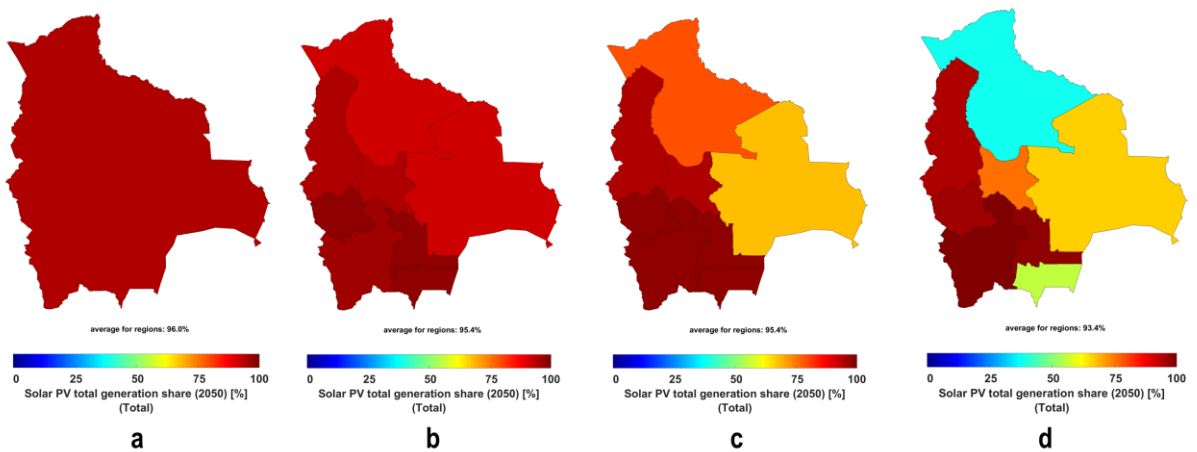 average for regions: 96.0%
average for regions: 95.4%
average for regions: 95.4%
average for regions: 93.4%
0 25 50 75 100
0 25 50 75 100
0 25 50 75 100
0 25 50 75 100
Solar PV total generation share (2050) [%]
(Total)
Solar PV total generation share (2050) [%]
(Total)
Solar PV total generation share (2050) [%]
(Total)
Solar PV total generation share (2050) [%]
(Total)
a
b
c
d